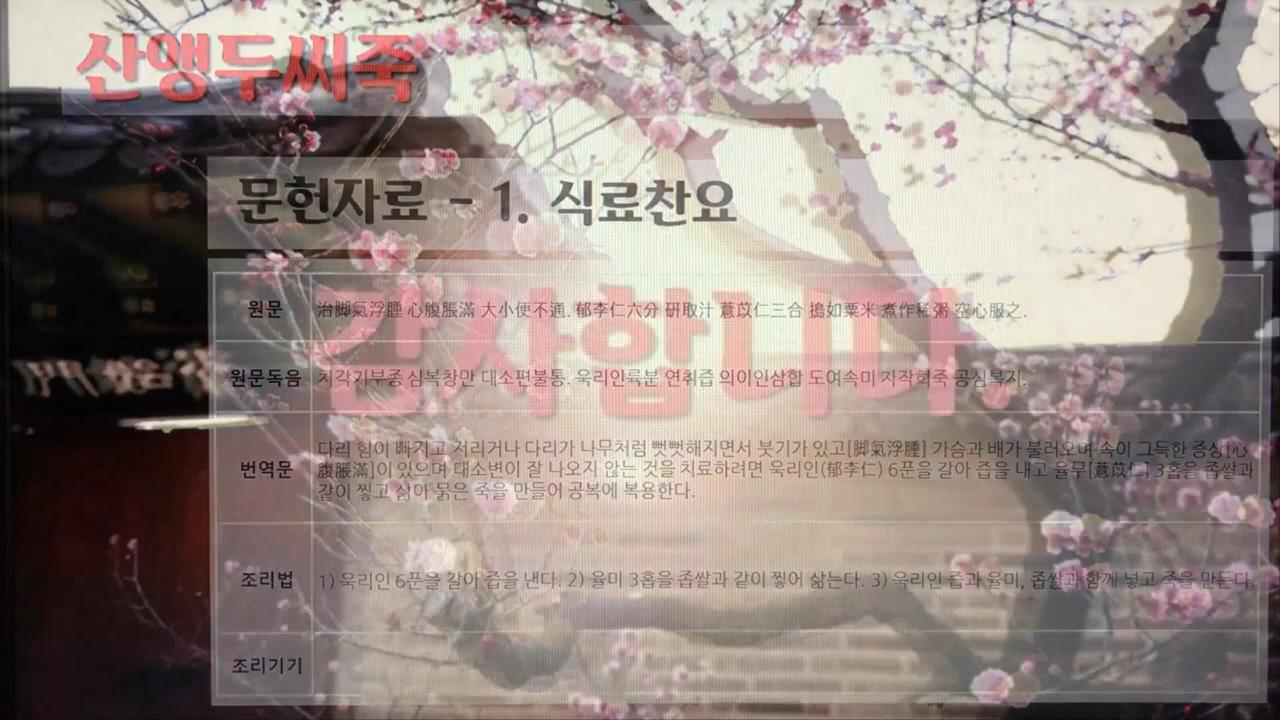 산앵두씨죽
문헌자료 - 1. 식료찬요
감사합니다.
원문
治脚氣浮腫 心腹脹滿 大小便不通. 郁李仁六分 硏取汁 薏苡仁三合 搗如粟米 煮作稀粥 空心服之.
원문독음
치각기부종 심복창만 대소편불통. 욱리인륙분 연취즙 의이인삼합 도여속미 자작희죽 공심복지.
번역문
다리 힘이 빠지고 저리거나 다리가 나무처럼 뻣뻣해지면서 붓기가 있고[脚氣浮腫] 가슴과 배가 불러오며 속이 그득한 증상[心
腹脹滿]이 있으며 대소변이 잘 나오지 않는 것을 치료하려면 욱리인(郁李仁) 6푼을 갈아 즙을 내고 율무[薏苡仁] 3홉을 좁쌀과
같이 찧고 삶아 묽은 죽을 만들어 공복에 복용한다.
조리법
1) 욱리인 6푼을 갈아 즙을 낸다. 2) 율미 3홉을 좁쌀과 같이 찧어 삶는다. 3) 욱리인 즙과 율미, 좁쌀과 함께 넣고 죽을 만든다.
조리기기